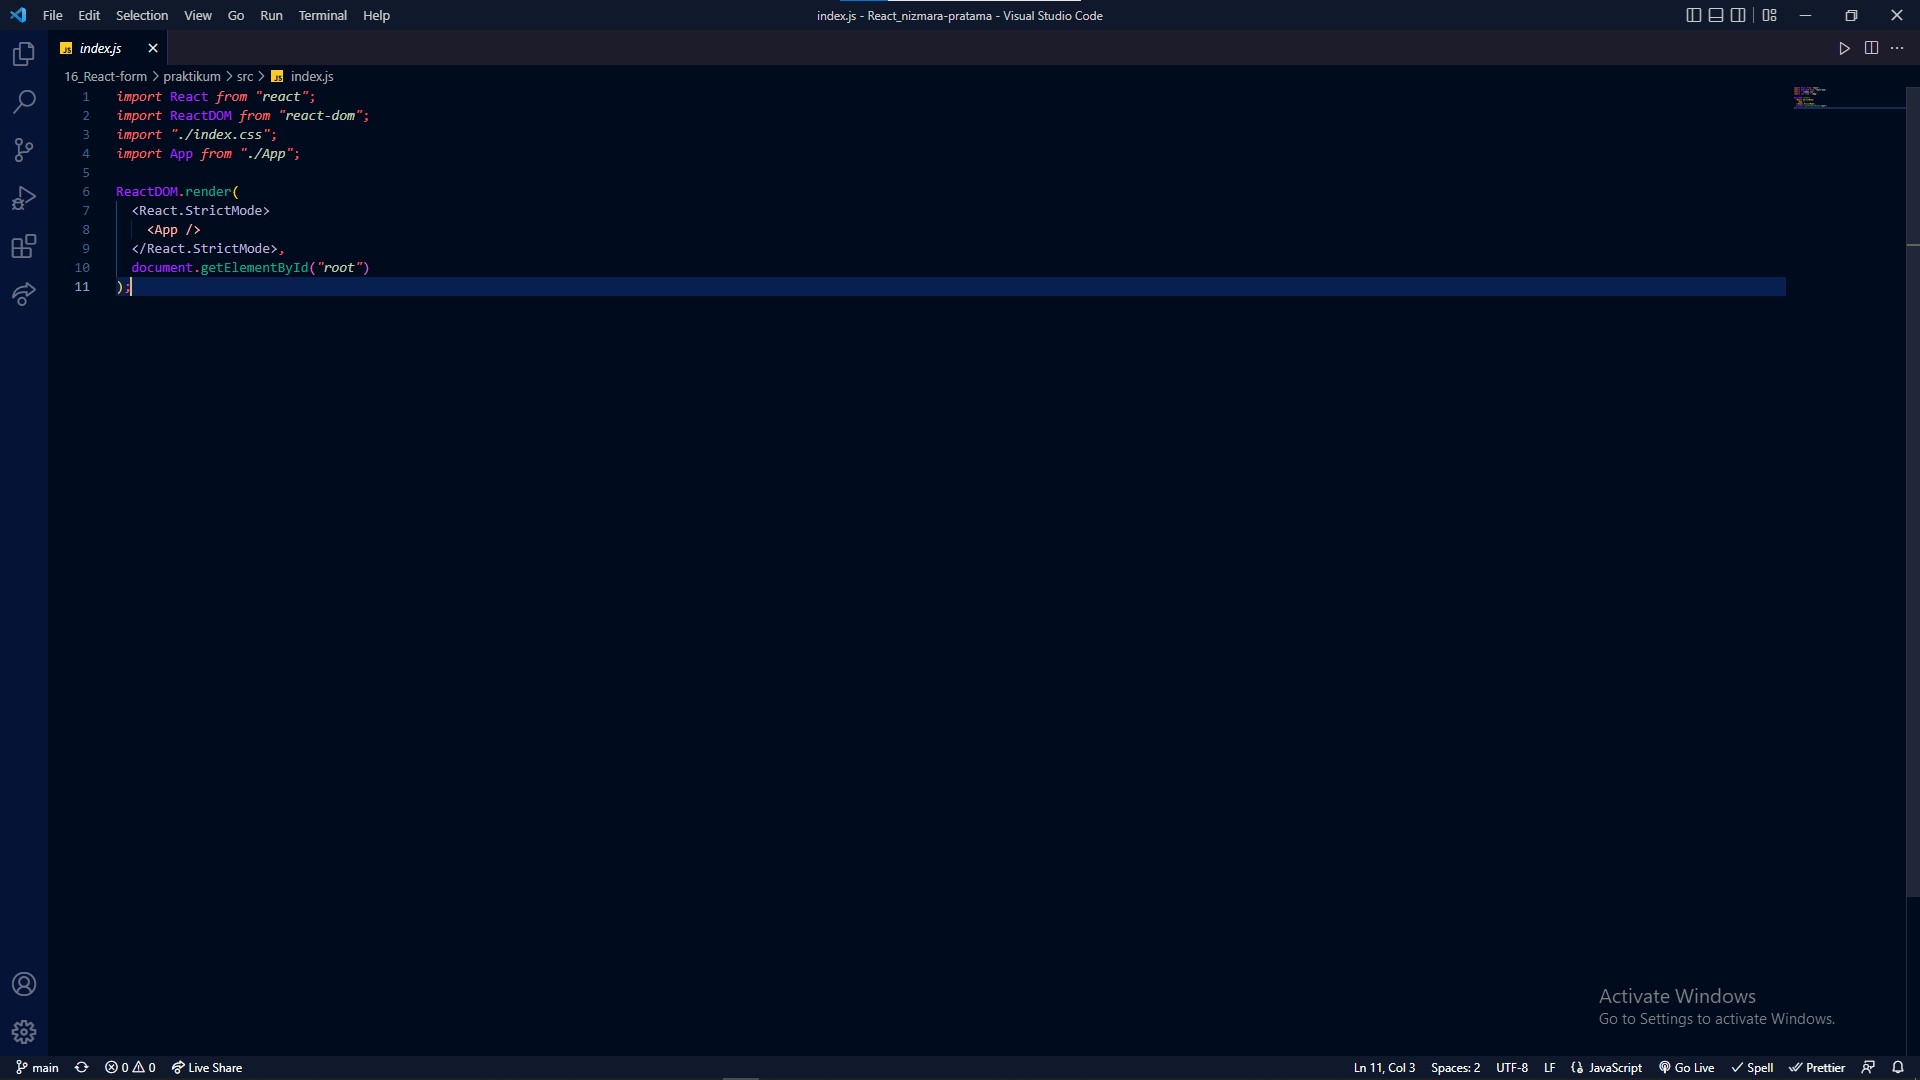 File Edit Selection View Go Run Terminal Help
index.js - React_nizmara-pratama - Visual Studio Code
JS index.js
16_React-form > praktikum > src > JS index.js
1 import React from "react";
2 import ReactDOM from "react-dom";
3 import "./index.css";
4 import App from "./App";
5
6 ReactDOM.render(
7 <React.StrictMode>
8 <App />
9 </React.StrictMode>,
10 document.getElementById("root")
11 );
Activate Windows
Go to Settings to activate Windows.
main 0 0 Live Share Ln 11, Col 3 Spaces: 2 UTF-8 LF JavaScript Go Live Spell Prettier